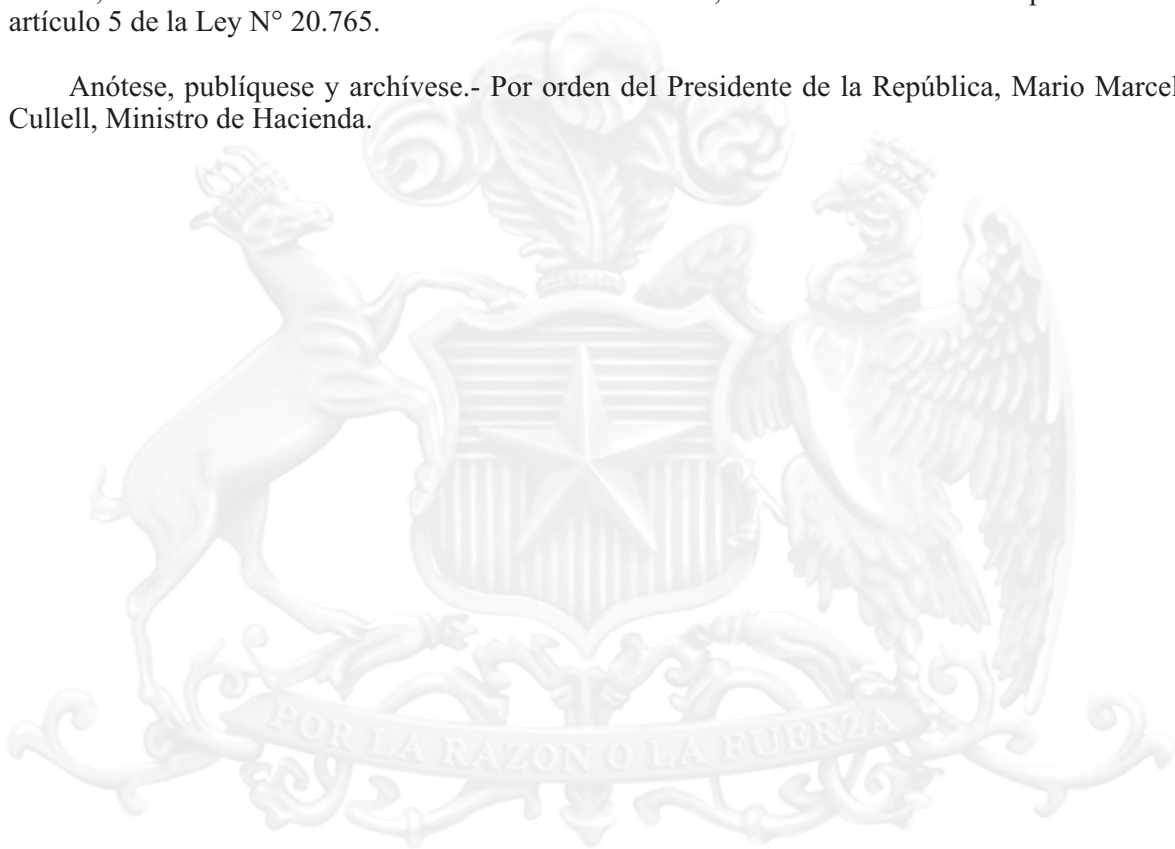 artículo 5 de la Ley N° 20.765.
Anótese, publíquese y archívese.- Por orden del Presidente de la República, Mario Marcel
Cullell, Ministro de Hacienda.
POR LA RAZON O LA FUERZA